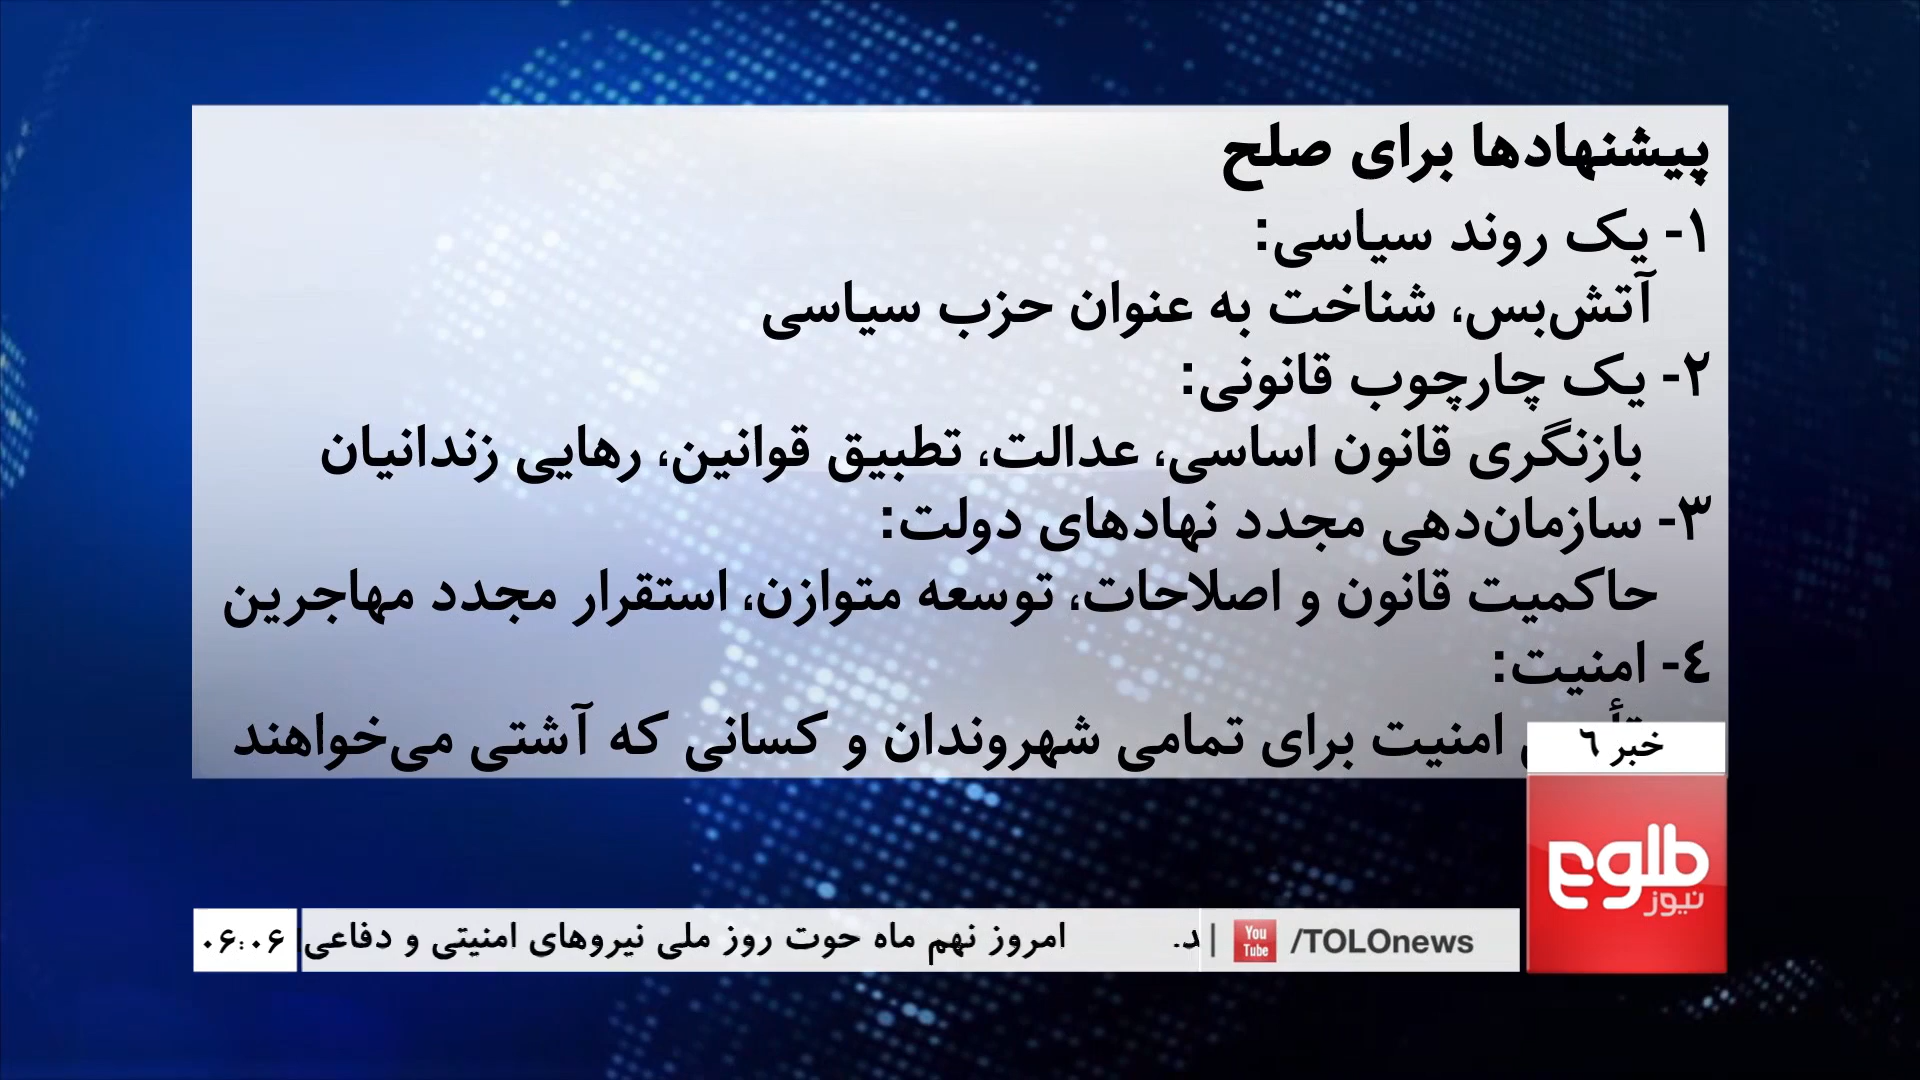 پیشنهادها برای صلح
۱- یک روند سیاسی:
آتش‌بس، شناخت به عنوان حزب سیاسی
۲- یک چارچوب قانونی:
بازنگری قانون اساسی، عدالت، تطبیق قوانین، رهایی زندانیان
۳- سازمان‌دهی مجدد نهادهای دولت:
حاکمیت قانون و اصلاحات، توسعه متوازن، استقرار مجدد مهاجرین
٤- امنیت:
امنیت برای تمامی شهروندان و کسانی که آشتی می‌خواهند
خبر ٦
طلوع
نیوز
د.
امروز نهم ماه حوت روز ملی نیروهای امنیتی و دفاعی
| You Tube /TOLOnews
۰۶:۰۶